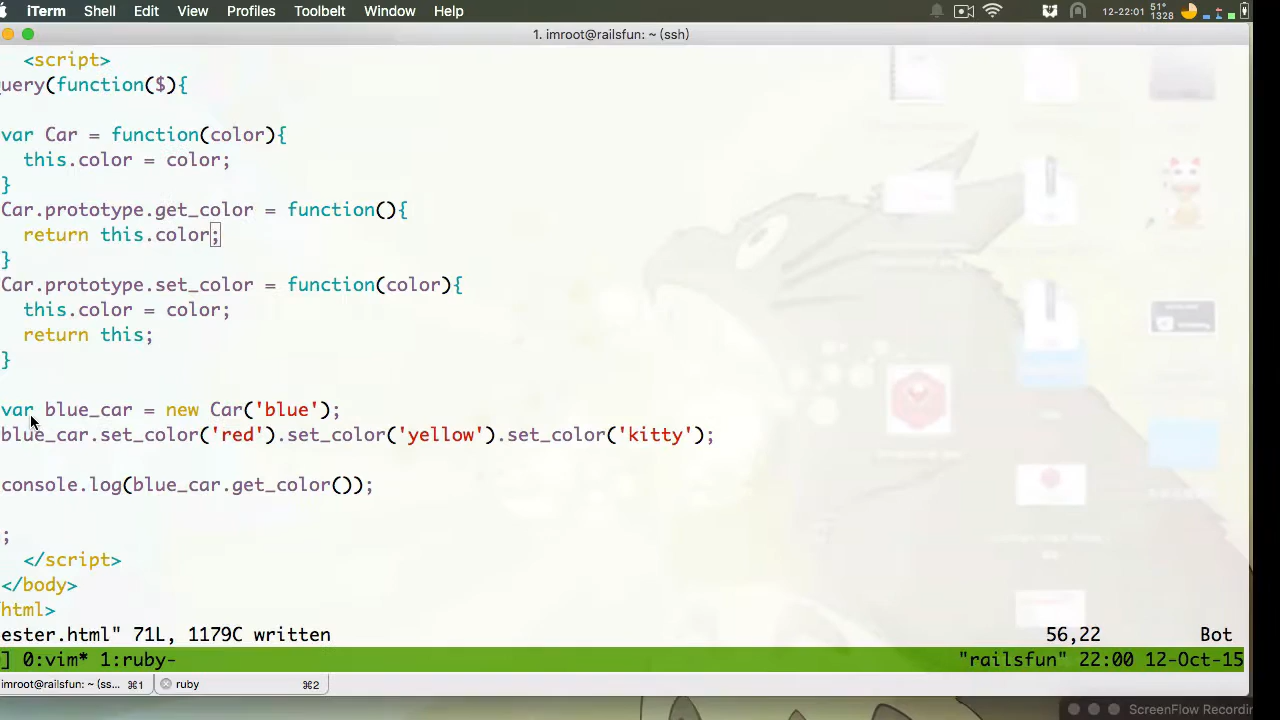 iTerm Shell Edit View Profiles Toolbelt Window Help 12-22:01 51° 1328
1. imroot@railsfun: ~ (ssh)
<script>
uery(function($){
var Car = function(color){
this.color = color;
}
Car.prototype.get_color = function(){
return this.color;
}
Car.prototype.set_color = function(color){
this.color = color;
return this;
}
var blue_car = new Car('blue');
blue_car.set_color('red').set_color('yellow').set_color('kitty');
console.log(blue_car.get_color());
;
</script>
</body>
html>
ester.html" 71L, 1179C written 56,22 Bot
] 0:vim* 1:ruby- "railsfun" 22:00 12-Oct-15
imroot@railsfun: ~ (ss... ⌘1 ruby ⌘2
ScreenFlow Recordin